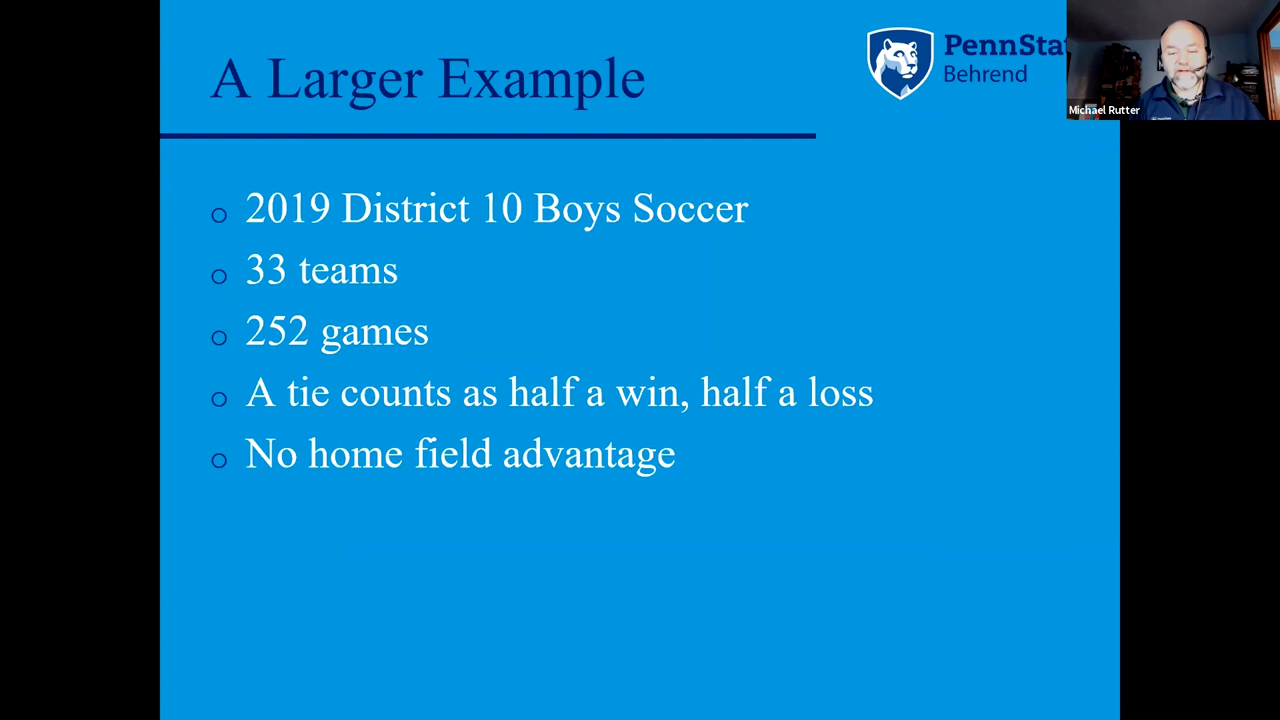 A Larger Example
PennSta
Behrend
Michael Rutter
2019 District 10 Boys Soccer
33 teams
252 games
A tie counts as half a win, half a loss
No home field advantage